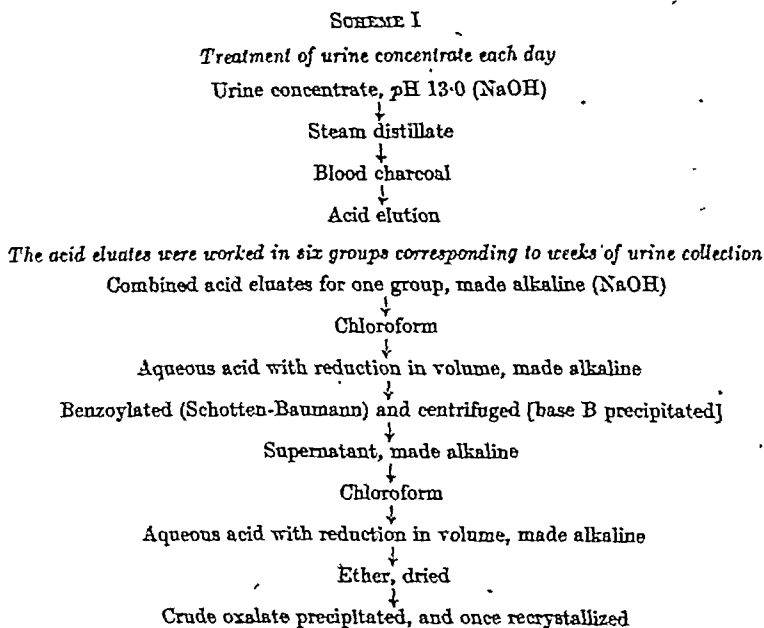 SCHEME I
Treatment of urine concentrate each day
Urine concentrate, pH 13·0 (NaOH)
↓
Steam distillate
↓
Blood charcoal
↓
Acid elution
The acid eluates were worked in six groups corresponding to weeks of urine collection
Combined acid eluates for one group, made alkaline (NaOH)
↓
Chloroform
↓
Aqueous acid with reduction in volume, made alkaline
↓
Benzoylated (Schotten-Baumann) and centrifuged [base B precipitated]
↓
Supernatant, made alkaline
↓
Chloroform
↓
Aqueous acid with reduction in volume, made alkaline
↓
Ether, dried
↓
Crude oxalate precipitated, and once recrystallized